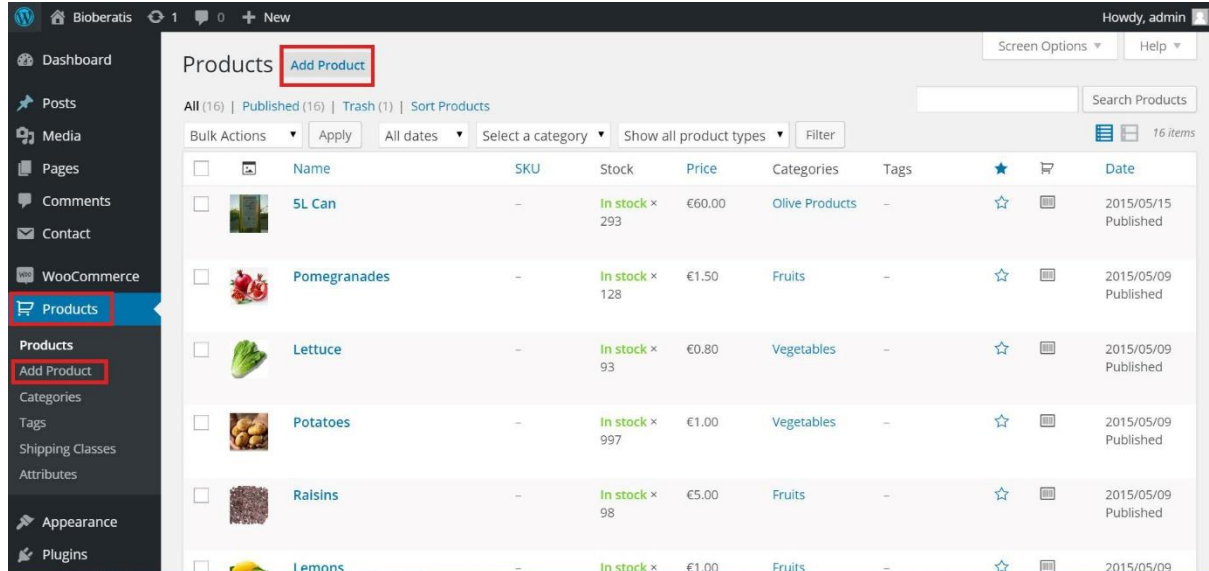 Bioberatis 1 0 + New Howdy, admin
Dashboard
Posts
Media
Pages
Comments
Contact
WooCommerce
Products
Products
Add Product
Categories
Tags
Shipping Classes
Attributes
Appearance
Plugins
Screen Options Help
Products Add Product
All (16) | Published (16) | Trash (1) | Sort Products
Search Products
Bulk Actions Apply All dates Select a category Show all product types Filter 16 items
Name SKU Stock Price Categories Tags Date
5L Can – In stock × €60.00 Olive Products – 2015/05/15
293 Published
Pomegranades – In stock × €1.50 Fruits – 2015/05/09
128 Published
Lettuce – In stock × €0.80 Vegetables – 2015/05/09
93 Published
Potatoes – In stock × €1.00 Vegetables – 2015/05/09
997 Published
Raisins – In stock × €5.00 Fruits – 2015/05/09
98 Published
Lemons – In stock × €1.00 Fruits – 2015/05/09